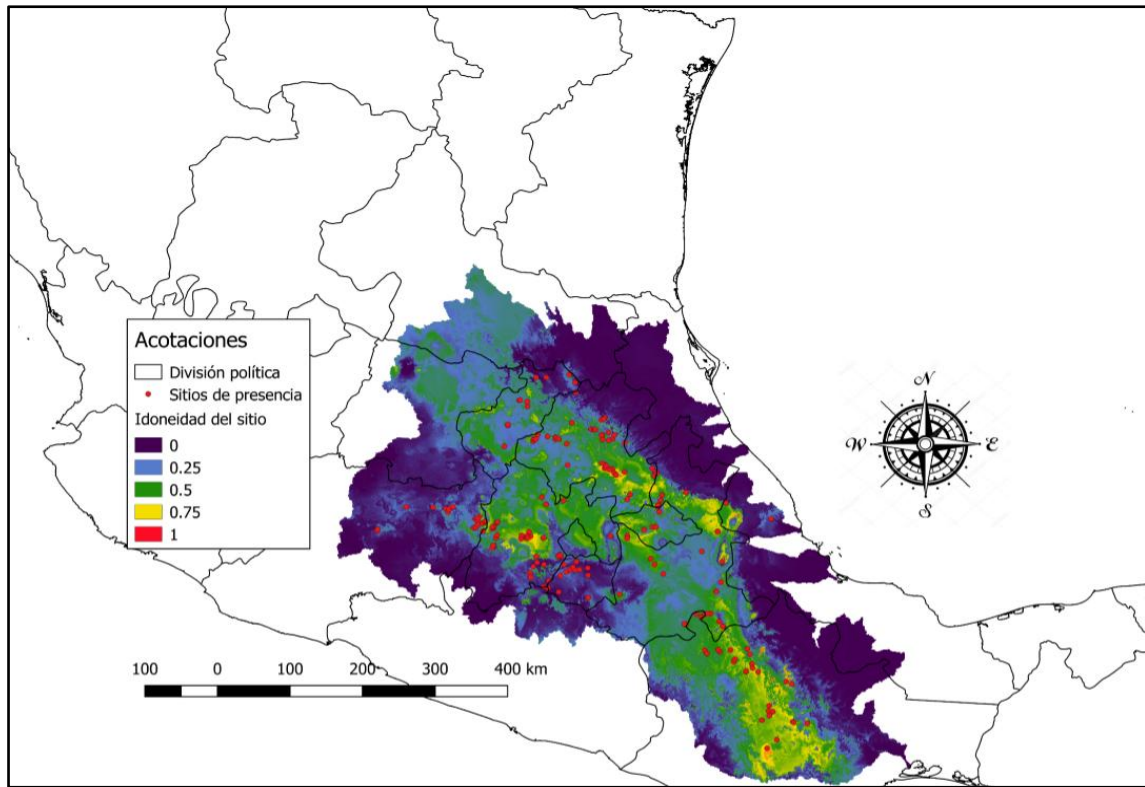 Acotaciones
División política
Sitios de presencia
Idoneidad del sitio
0
0.25
0.5
0.75
1
N
W
E
S
100 0 100 200 300 400 km